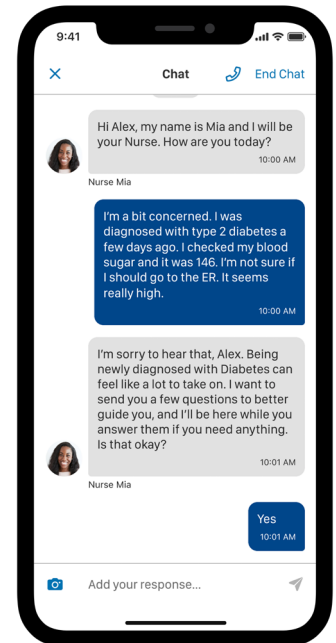 9:41
Chat
End Chat
Hi Alex, my name is Mia and I will be
your Nurse. How are you today?
10:00 AM
Nurse Mia
I'm a bit concerned. I was
diagnosed with type 2 diabetes a
few days ago. I checked my blood
sugar and it was 146. I'm not sure if
I should go to the ER. It seems
really high.
10:00 AM
I'm sorry to hear that, Alex. Being
newly diagnosed with Diabetes can
feel like a lot to take on. I want to
send you a few questions to better
guide you, and I'll be here while you
answer them if you need anything.
Is that okay?
10:01 AM
Nurse Mia
Yes
10:01 AM
Add your response...